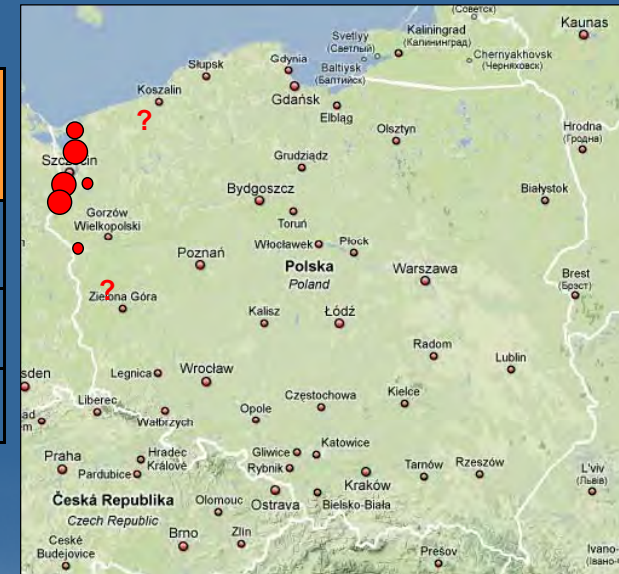 (Советск)
Kaunas
Svetlyy
(Светлый)
Kaliningrad
(Калининград)
Słupsk
Gdynia
Baltiysk
(Балтийск)
Chernyakhovsk
(Черняховск)
Koszalin
Gdańsk
?
Elbląg
Hrodna
(Гродна)
Olsztyn
Szczecin
Grudziądz
Białystok
Bydgoszcz
Gorzów
Wielkopolski
Toruń
Włocławek
Płock
Poznań
Polska
Poland
Warszawa
Brest
(Брэст)
?
Zielona Góra
Kalisz
Łódź
Radom
Lublin
sden
Legnica
Wrocław
Liberec
Częstochowa
Kielce
ad
em
Wałbrzych
Opole
Praha
Hradec
Králové
Gliwice
Katowice
Pardubice
Rybnik
Kraków
Tarnów
Rzeszów
L'viv
(Львів)
Česká Republika
Czech Republic
Olomouc
Ostrava
Bielsko-Biała
Brno
Zlín
České
Budejovice
Prešov
Ivano-